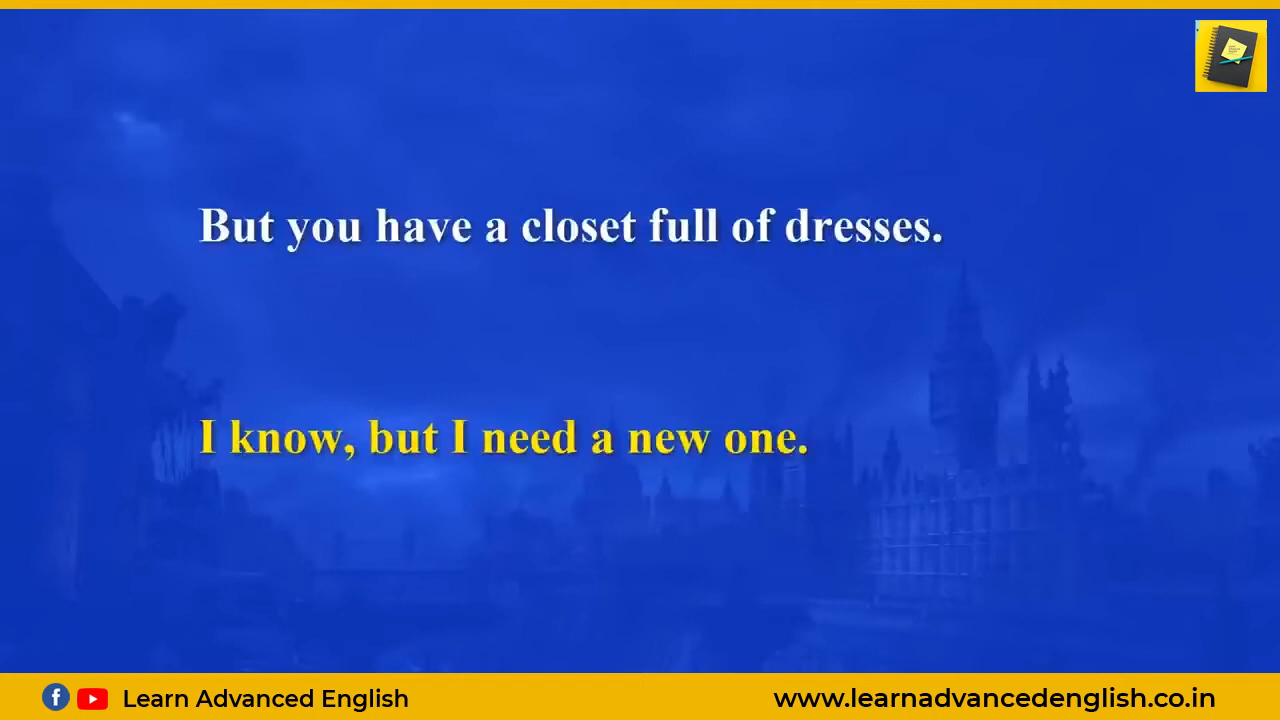 But you have a closet full of dresses.
I know, but I need a new one.
Learn Advanced English
www.learnadvancedenglish.co.in